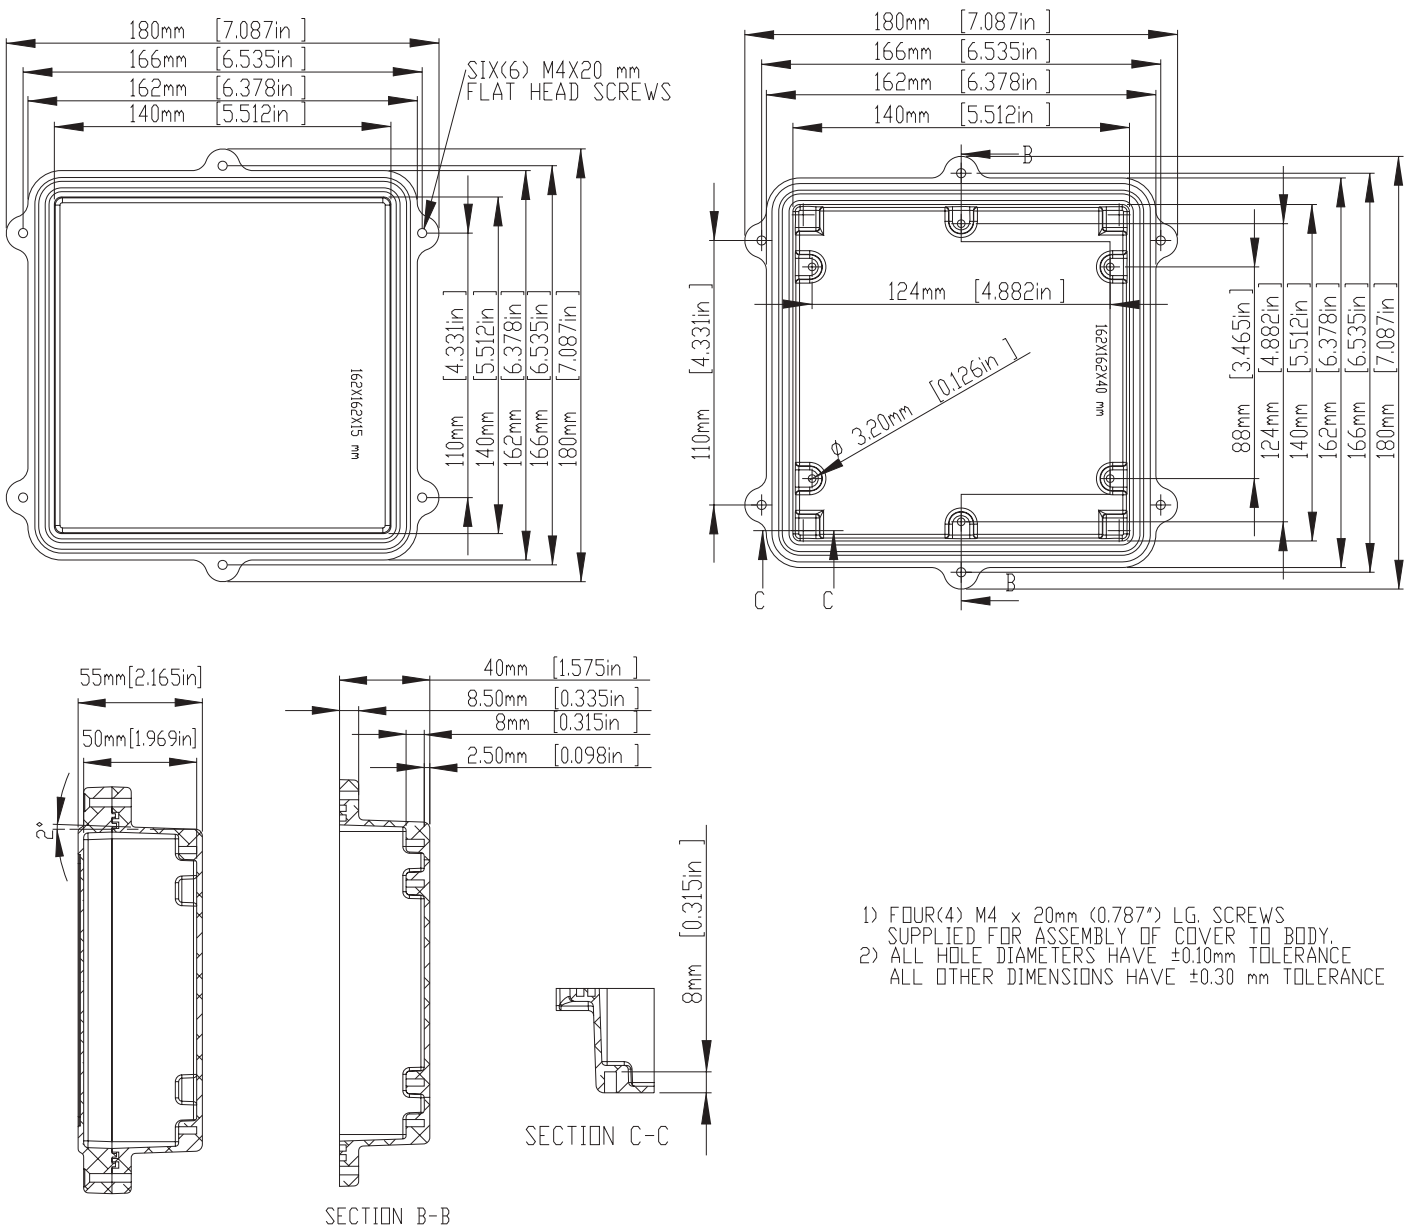 180mm [7.087in ]
166mm [6.535in ]
162mm [6.378in ]
140mm [5.512in ]
SIX(6) M4X20 mm
FLAT HEAD SCREWS
110mm [4.331in ]
140mm [5.512in ]
162mm [6.378in ]
166mm [6.535in ]
180mm [7.087in ]
162X162X15 mm
180mm [7.087in ]
166mm [6.535in ]
162mm [6.378in ]
140mm [5.512in ]
B
124mm [4.882in ]
110mm [4.331in ]
ø 3.20mm [0.126in ]
162X162X40 mm
88mm [3.465in ]
124mm [4.882in ]
140mm [5.512in ]
162mm [6.378in ]
166mm [6.535in ]
180mm [7.087in ]
B
C
C
55mm[2.165in]
50mm[1.969in]
2°
40mm [1.575in ]
8.50mm [0.335in ]
8mm [0.315in ]
2.50mm [0.098in ]
SECTION B-B
8mm [0.315in ]
SECTION C-C
1) FOUR(4) M4 x 20mm (0.787") LG. SCREWS
SUPPLIED FOR ASSEMBLY OF COVER TO BODY.
2) ALL HOLE DIAMETERS HAVE ±0.10mm TOLERANCE
ALL OTHER DIMENSIONS HAVE ±0.30 mm TOLERANCE